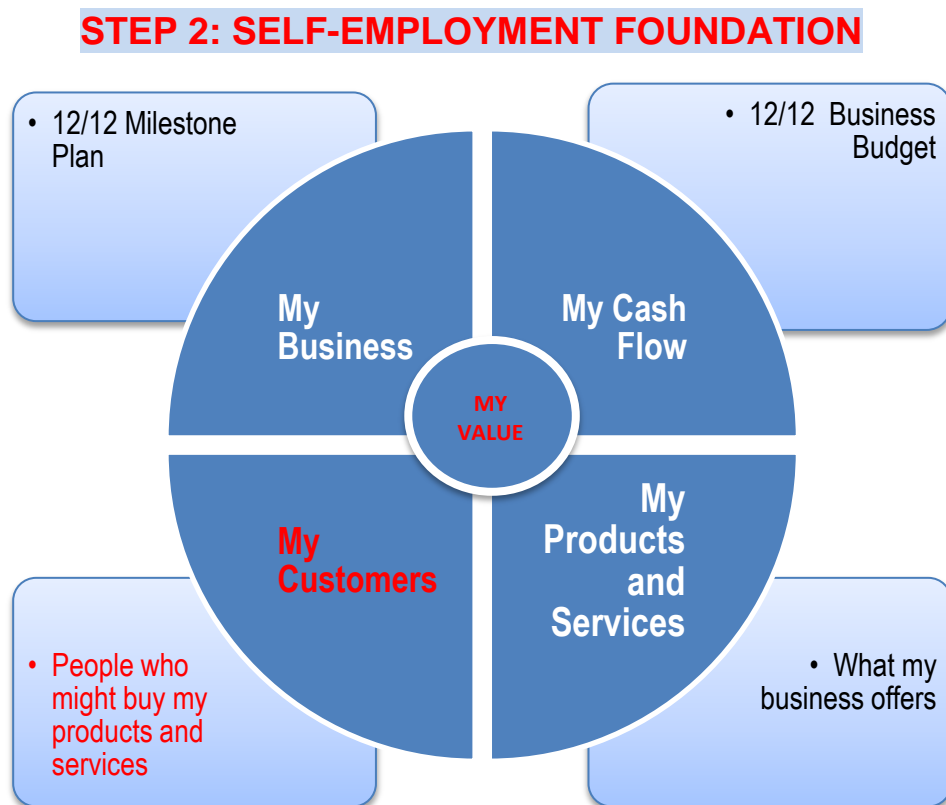 STEP 2: SELF-EMPLOYMENT FOUNDATION
• 12/12 Milestone
Plan
• 12/12 Business
Budget
My
Business
My Cash
Flow
MY
VALUE
My
Customers
My
Products
and
Services
• People who
might buy my
products and
services
• What my
business offers